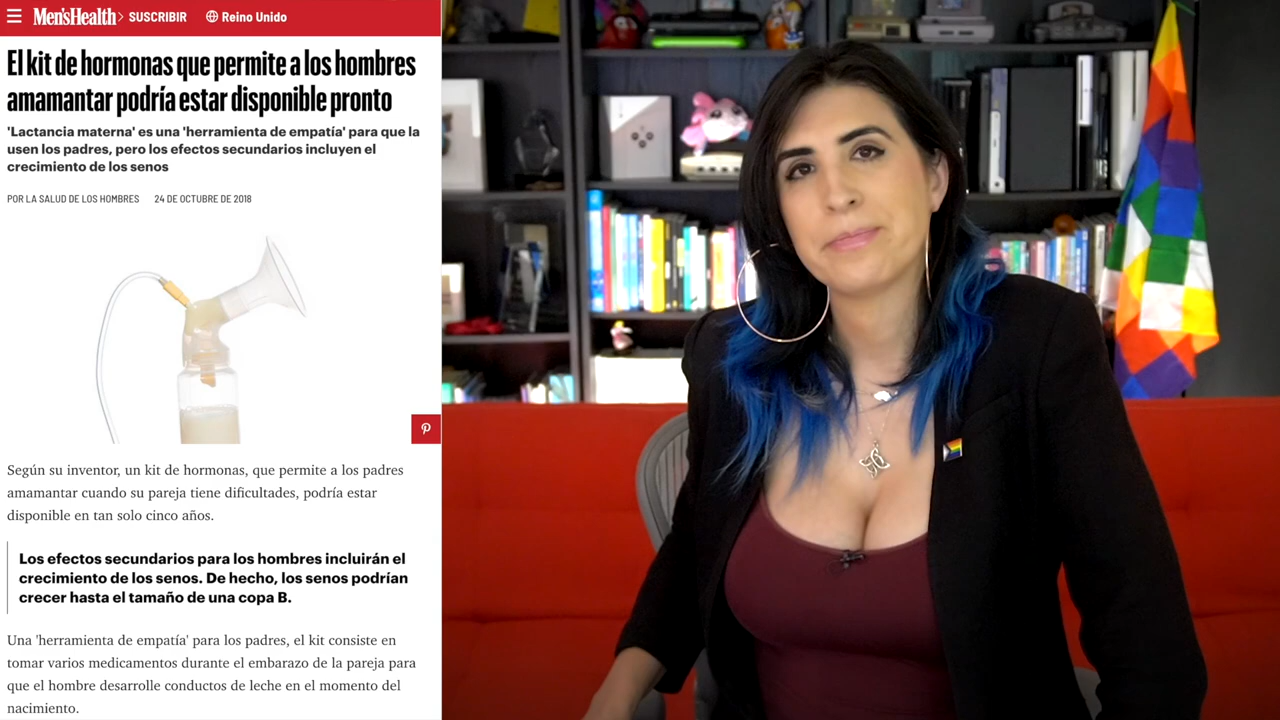 Men'sHealth
SUSCRIBIR
Reino Unido
El kit de hormonas que permite a los hombres
amamantar podría estar disponible pronto
'Lactancia materna' es una 'herramienta de empatía' para que la
usen los padres, pero los efectos secundarios incluyen el
crecimiento de los senos
POR LA SALUD DE LOS HOMBRES 24 DE OCTUBRE DE 2018
Según su inventor, un kit de hormonas, que permite a los padres
amamantar cuando su pareja tiene dificultades, podría estar
disponible en tan solo cinco años.
Los efectos secundarios para los hombres incluirán el
crecimiento de los senos. De hecho, los senos podrían
crecer hasta el tamaño de una copa B.
Una 'herramienta de empatía' para los padres, el kit consiste en
tomar varios medicamentos durante el embarazo de la pareja para
que el hombre desarrolle conductos de leche en el momento del
nacimiento.